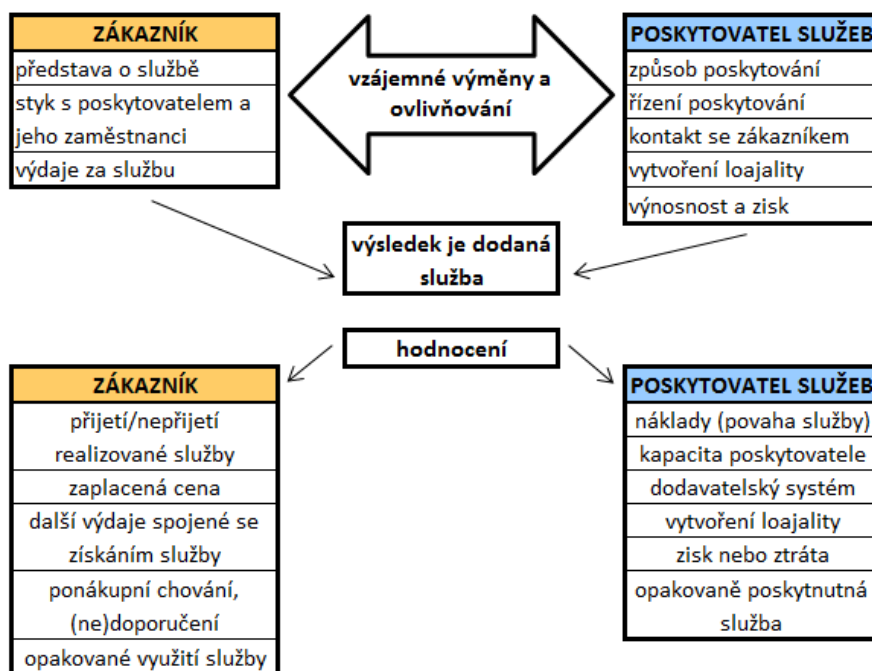 ZÁKAZNÍK
představa o službě
styk s poskytovatelem a
jeho zaměstnanci
výdaje za službu
vzájemné výměny a
ovlivňování
POSKYTOVATEL SLUŽEB
způsob poskytování
řízení poskytování
kontakt se zákazníkem
vytvoření loajality
výnosnost a zisk
výsledek je dodaná
služba
hodnocení
ZÁKAZNÍK
přijetí/nepřijetí
realizované služby
zaplacená cena
další výdaje spojené se
získáním služby
ponákupní chování,
(ne)doporučení
opakované využití služby
POSKYTOVATEL SLUŽEB
náklady (povaha služby)
kapacita poskytovatele
dodavatelský systém
vytvoření loajality
zisk nebo ztráta
opakovaně poskytnutná
služba